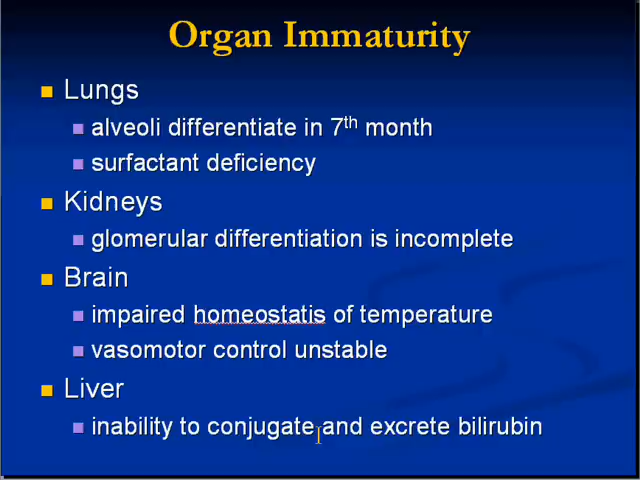 Organ Immaturity
Lungs
alveoli differentiate in 7th month
surfactant deficiency
Kidneys
glomerular differentiation is incomplete
Brain
impaired homeostatis of temperature
vasomotor control unstable
Liver
inability to conjugate and excrete bilirubin